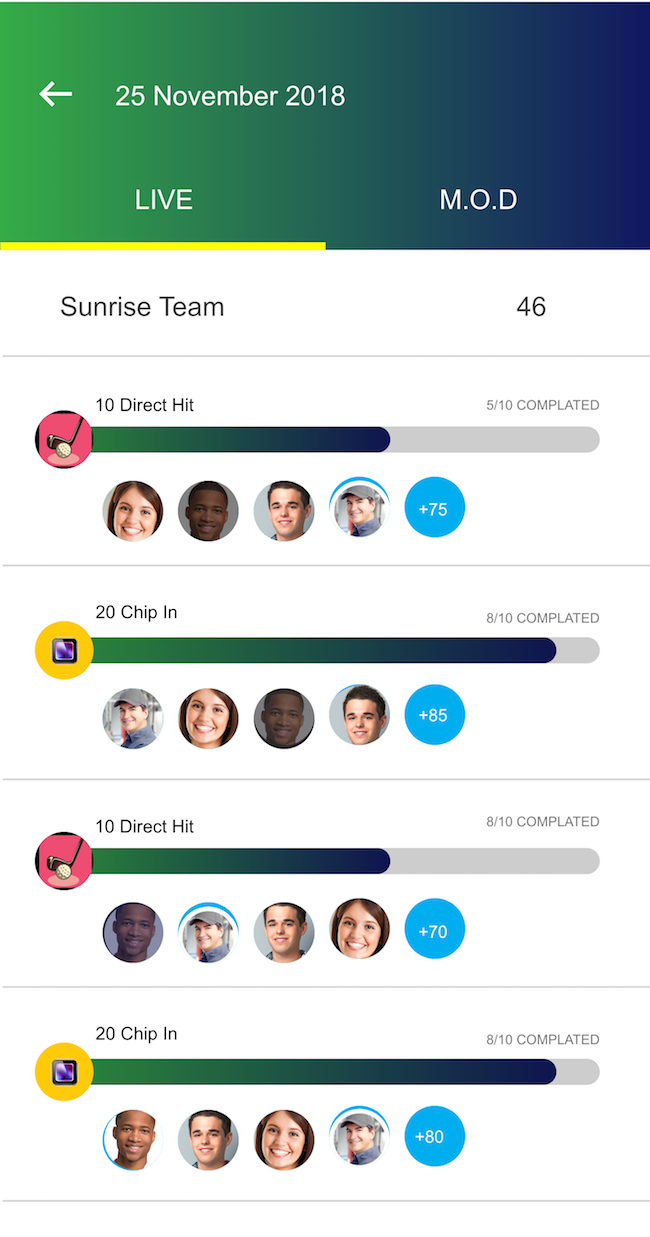 25 November 2018
LIVE M.O.D
Sunrise Team 46
10 Direct Hit 5/10 COMPLATED
+75
20 Chip In 8/10 COMPLATED
+85
10 Direct Hit 8/10 COMPLATED
+70
20 Chip In 8/10 COMPLATED
+80